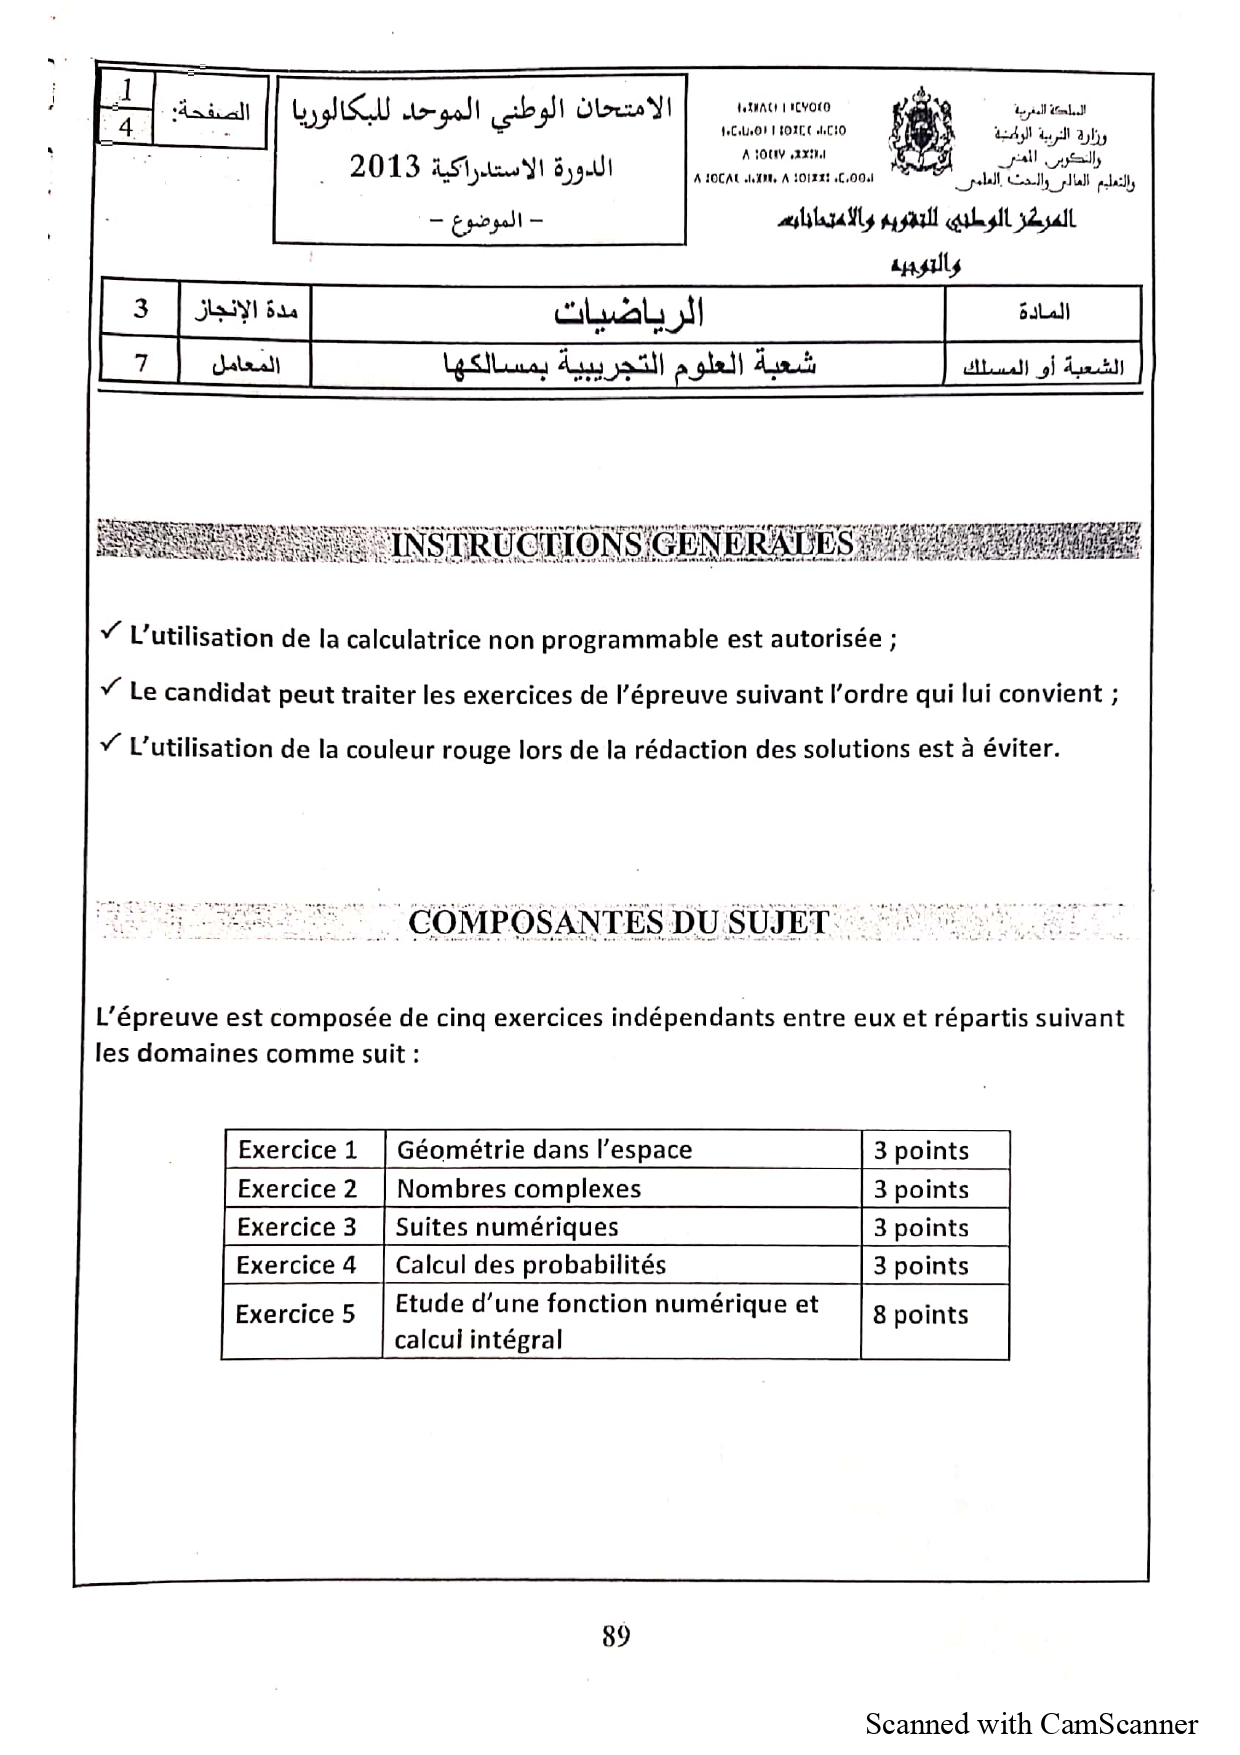 1
4
الصفحة:
الامتحان الوطني الموحد للبكالوريا
الدورة الاستدراكية 2013
- الموضوع -
المملكة المغربية
وزارة التربية الوطنية
والتكوين المهني
والتعليم العالي والبحث العلمي
المركز الوطني للتقويم والامتحانات
والتوجيه
المادة
الرياضيات
مدة الإنجاز
3
الشعبة أو المسلك
شعبة العلوم التجريبية بمسالكها
المعامل
7
INSTRUCTIONS GENERALES
✓ L'utilisation de la calculatrice non programmable est autorisée ;
✓ Le candidat peut traiter les exercices de l'épreuve suivant l'ordre qui lui convient ;
✓ L'utilisation de la couleur rouge lors de la rédaction des solutions est à éviter.
COMPOSANTES DU SUJET
L'épreuve est composée de cinq exercices indépendants entre eux et répartis suivant
les domaines comme suit :
Exercice 1 Géométrie dans l'espace 3 points
Exercice 2 Nombres complexes 3 points
Exercice 3 Suites numériques 3 points
Exercice 4 Calcul des probabilités 3 points
Exercice 5 Etude d'une fonction numérique et
calcul intégral 8 points
89
Scanned with CamScanner